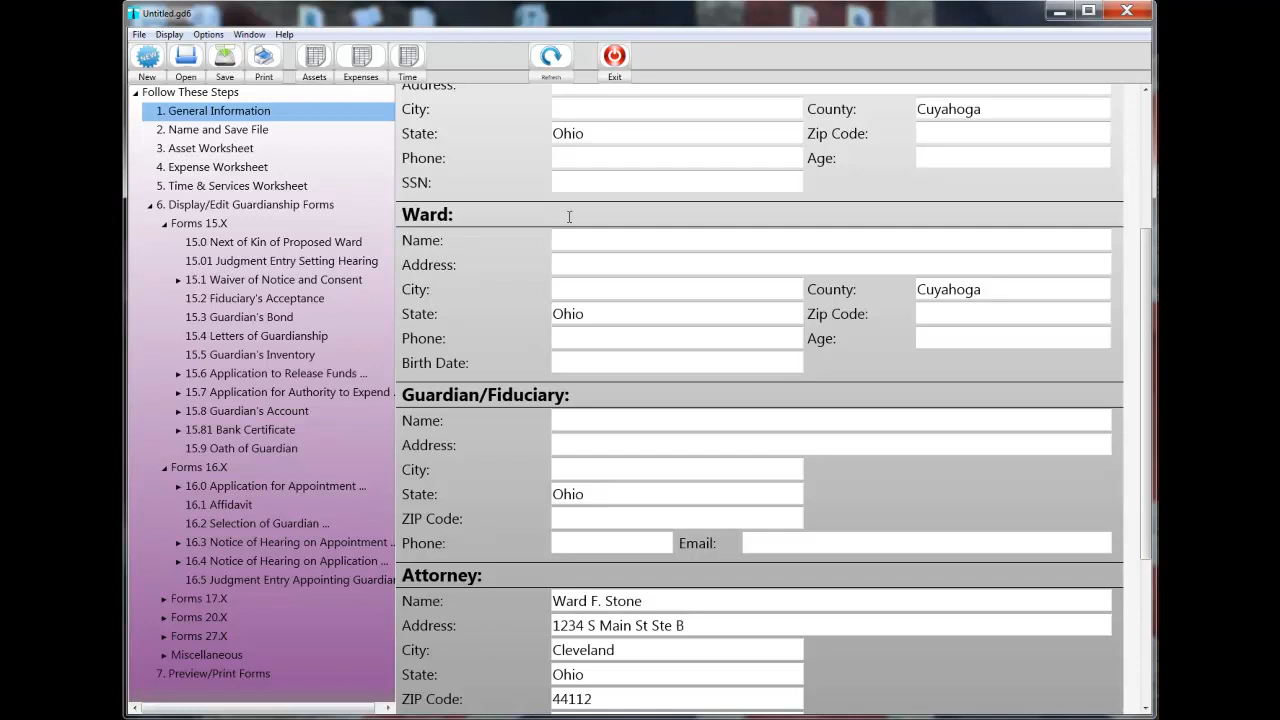 Untitled.gd6
File Display Options Window Help
New Open Save Print Assets Expenses Time Refresh Exit
Follow These Steps
1. General Information
2. Name and Save File
3. Asset Worksheet
4. Expense Worksheet
5. Time & Services Worksheet
6. Display/Edit Guardianship Forms
Forms 15.X
15.0 Next of Kin of Proposed Ward
15.01 Judgment Entry Setting Hearing
15.1 Waiver of Notice and Consent
15.2 Fiduciary's Acceptance
15.3 Guardian's Bond
15.4 Letters of Guardianship
15.5 Guardian's Inventory
15.6 Application to Release Funds ...
15.7 Application for Authority to Expend
15.8 Guardian's Account
15.81 Bank Certificate
15.9 Oath of Guardian
Forms 16.X
16.0 Application for Appointment ...
16.1 Affidavit
16.2 Selection of Guardian ...
16.3 Notice of Hearing on Appointment
16.4 Notice of Hearing on Application ...
16.5 Judgment Entry Appointing Guardian
Forms 17.X
Forms 20.X
Forms 27.X
Miscellaneous
7. Preview/Print Forms
Address:
City: County: Cuyahoga
State: Ohio Zip Code:
Phone: Age:
SSN:
Ward:
Name:
Address:
City: County: Cuyahoga
State: Ohio Zip Code:
Phone: Age:
Birth Date:
Guardian/Fiduciary:
Name:
Address:
City:
State: Ohio
ZIP Code:
Phone: Email:
Attorney:
Name: Ward F. Stone
Address: 1234 S Main St Ste B
City: Cleveland
State: Ohio
ZIP Code: 44112